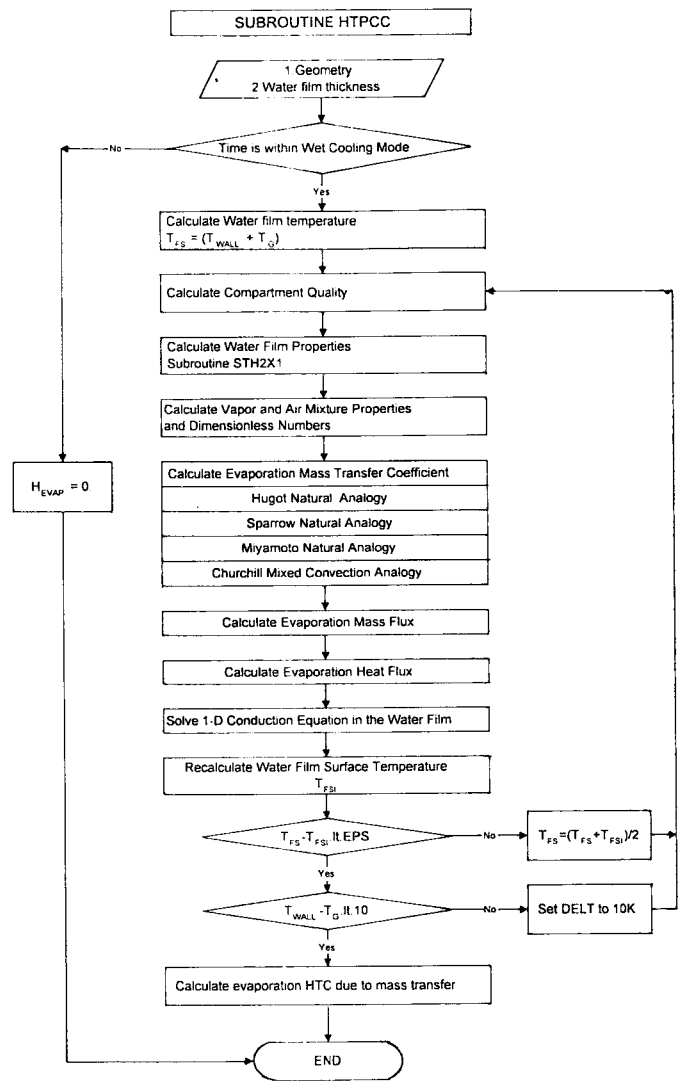 SUBROUTINE HTPCC
1.Geometry
2 Water film thickness
Time is within Wet Cooling Mode
No
Yes
Calculate Water film temperature
T_FS = (T_WALL + T_G)
Calculate Compartment Quality
Calculate Water Film Properties
Subroutine STH2X1
Calculate Vapor and Air Mixture Properties
and Dimensionless Numbers
H_EVAP = 0.
Calculate Evaporation Mass Transfer Coefficient
Hugot Natural Analogy
Sparrow Natural Analogy
Miyamoto Natural Analogy
Churchill Mixed Convection Analogy
Calculate Evaporation Mass Flux
Calculate Evaporation Heat Flux
Solve 1-D Conduction Equation in the Water Film
Recalculate Water Film Surface Temperature
T_FSI
T_FS-T_FSI.lt.EPS
No
T_FS=(T_FS+T_FSI)/2
Yes
T_WALL-T_G.lt.10
No
Set DELT to 10K
Yes
Calculate evaporation HTC due to mass transfer
END